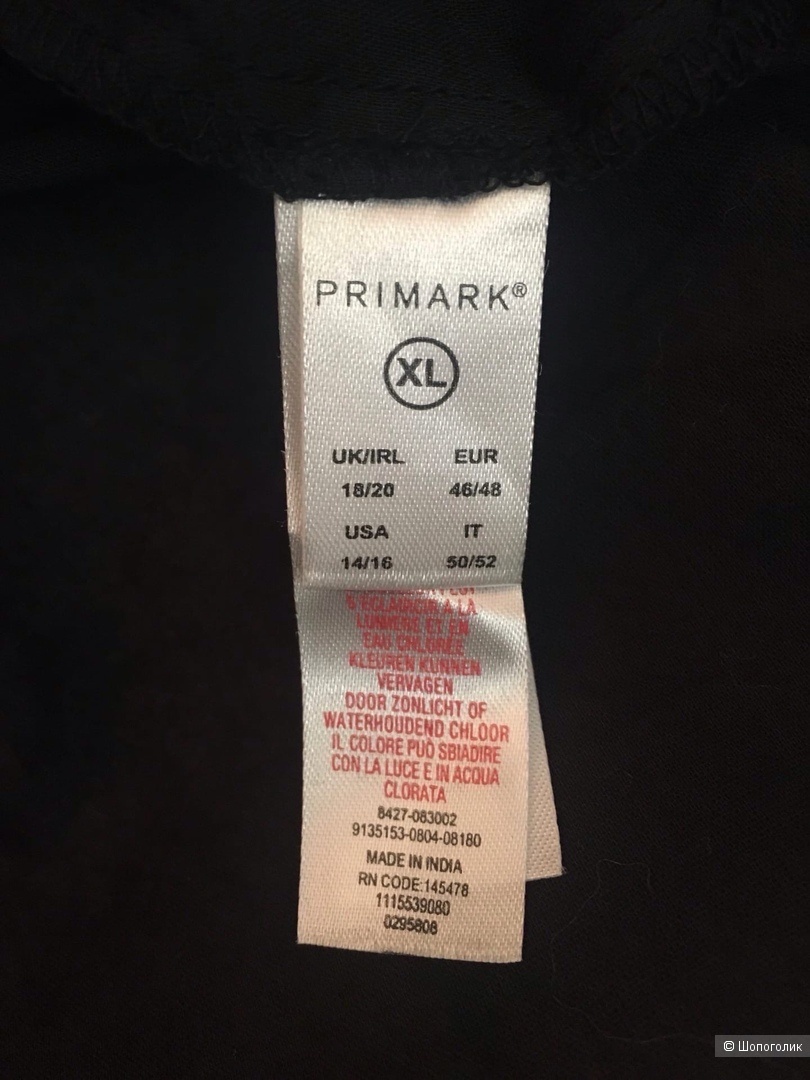 PRIMARK®
XL
UK/IRL EUR
18/20 46/48
USA IT
14/16 50/52
S'ECLAIRCIR A LA
LUMIERE ET EN
EAU CHLOREE
KLEUREN KUNNEN
VERVAGEN
DOOR ZONLICHT OF
WATERHOUDEND CHLOOR
IL COLORE PUÒ SBIADIRE
CON LA LUCE E IN ACQUA
CLORATA
8427-083002
9135153-0804-08180
MADE IN INDIA
RN CODE:145478
1115539080
0295808
© Шопоголик